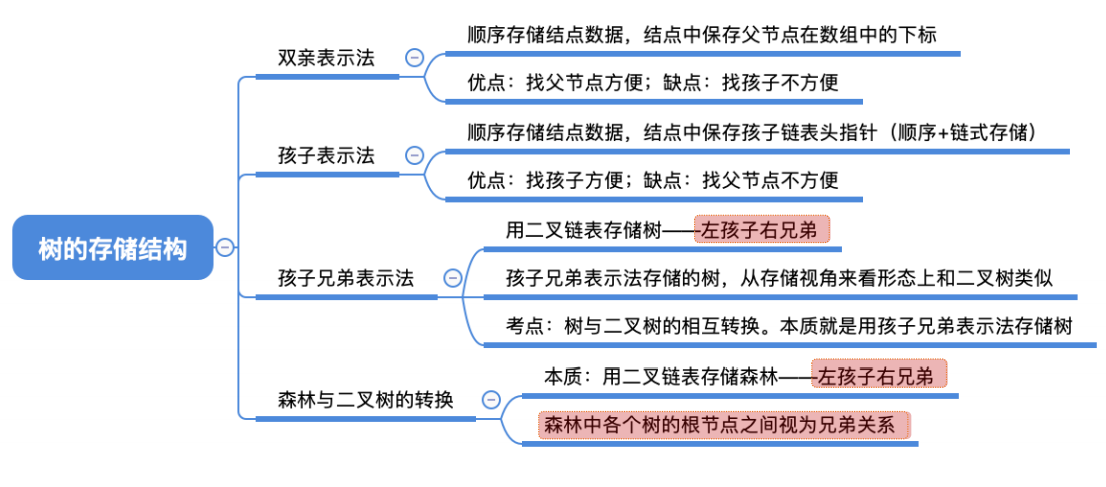 树的存储结构
双亲表示法
顺序存储结点数据，结点中保存父节点在数组中的下标
优点：找父节点方便；缺点：找孩子不方便
孩子表示法
顺序存储结点数据，结点中保存孩子链表头指针（顺序+链式存储）
优点：找孩子方便；缺点：找父节点不方便
孩子兄弟表示法
用二叉链表存储树——左孩子右兄弟
孩子兄弟表示法存储的树，从存储视角来看形态上和二叉树类似
考点：树与二叉树的相互转换。本质就是用孩子兄弟表示法存储树
森林与二叉树的转换
本质：用二叉链表存储森林——左孩子右兄弟
森林中各个树的根节点之间视为兄弟关系